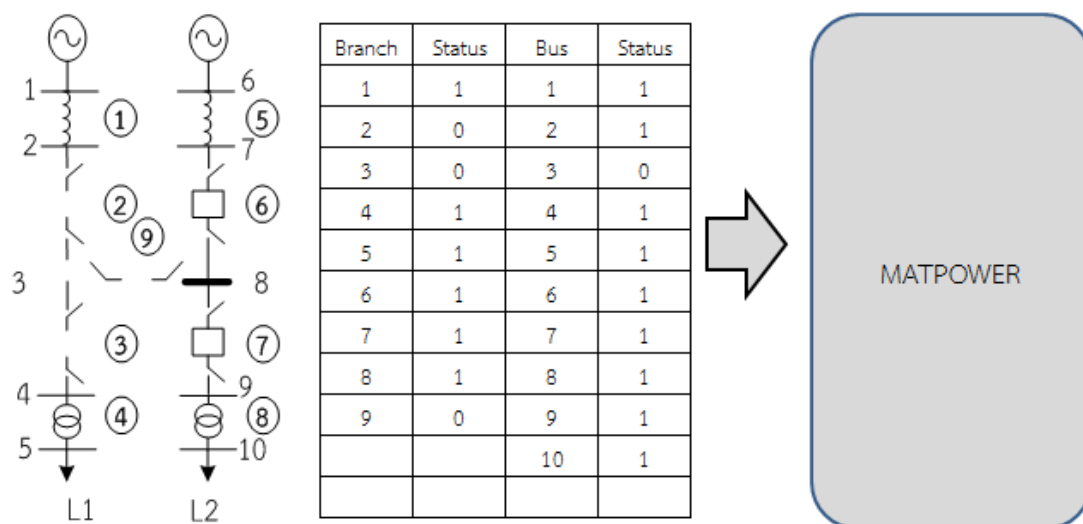 1
6
①
⑤
2
7
②
⑥
⑨
3
8
③
⑦
4
9
④
⑧
5
10
L1
L2
Branch Status Bus Status
1 1 1 1
2 0 2 1
3 0 3 0
4 1 4 1
5 1 5 1
6 1 6 1
7 1 7 1
8 1 8 1
9 0 9 1
10 1
MATPOWER